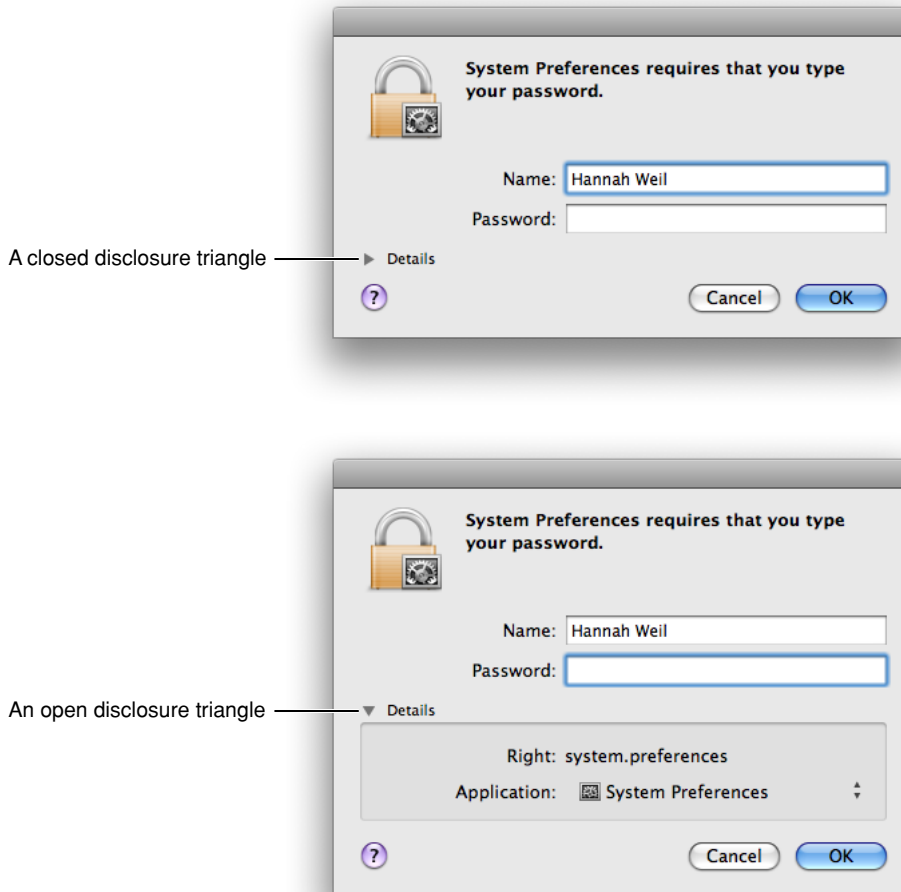 System Preferences requires that you type
your password.
Name: Hannah Weil
Password:
A closed disclosure triangle
Details
?
Cancel
OK
System Preferences requires that you type
your password.
Name: Hannah Weil
Password:
An open disclosure triangle
Details
Right: system.preferences
Application: System Preferences
?
Cancel
OK